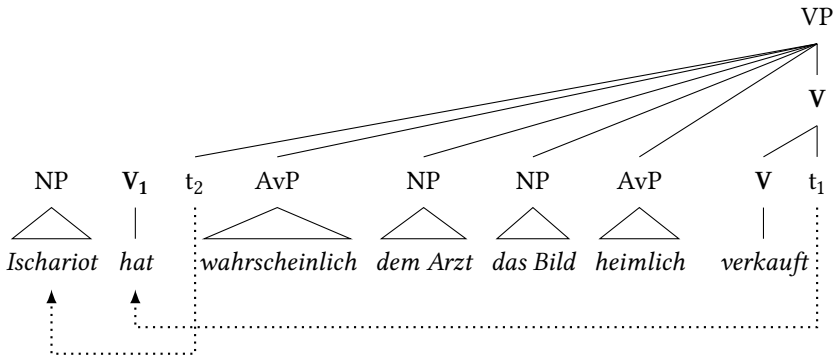 VP
V
NP V₁ t₂ AvP NP NP AvP V t₁
Ischariot hat wahrscheinlich dem Arzt das Bild heimlich verkauft